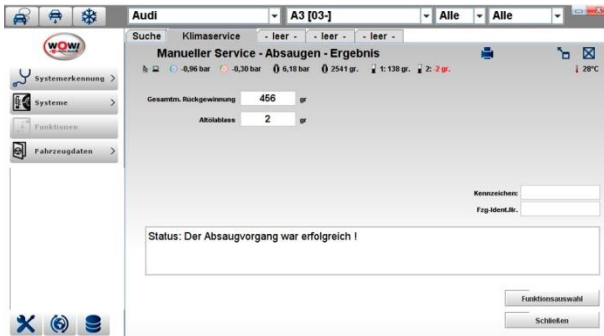 Audi A3 [03-] Alle Alle
Suche Klimaservice - leer - - leer - - leer -
WOW!
Manueller Service - Absaugen - Ergebnis
-0,96 bar -0,30 bar 6,18 bar 2541 gr. 1: 138 gr. 2: -2 gr. 28°C
Systemerkennung
Systeme
Funktionen
Fahrzeugdaten
Gesamtm. Rückgewinnung 456 gr
Altölablass 2 gr
Kennzeichen:
Fzg-Ident.Nr.
Status: Der Absaugvorgang war erfolgreich !
Funktionsauswahl
Schließen